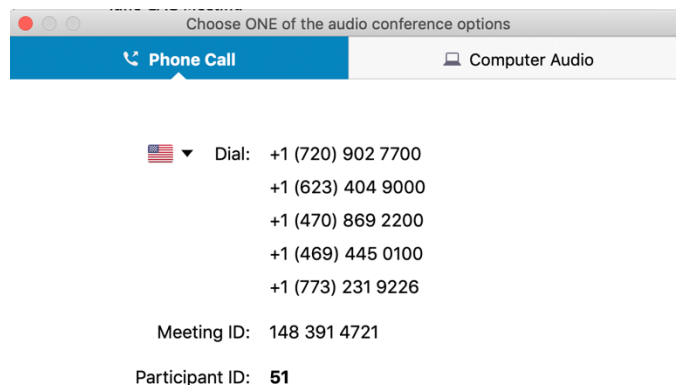 Choose ONE of the audio conference options
Phone Call
Computer Audio
Dial: +1 (720) 902 7700
+1 (623) 404 9000
+1 (470) 869 2200
+1 (469) 445 0100
+1 (773) 231 9226
Meeting ID: 148 391 4721
Participant ID: 51